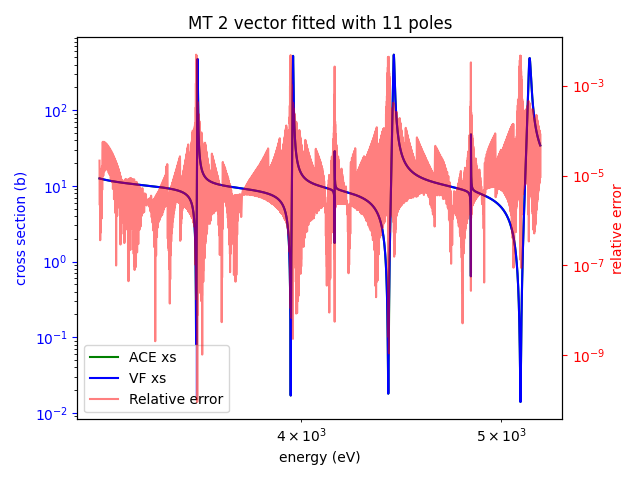 MT 2 vector fitted with 11 poles
cross section (b)
10²
10¹
10⁰
10⁻¹
10⁻²
10⁻³
10⁻⁵
10⁻⁷
10⁻⁹
relative error
ACE xs
VF xs
Relative error
4 × 10³
5 × 10³
energy (eV)